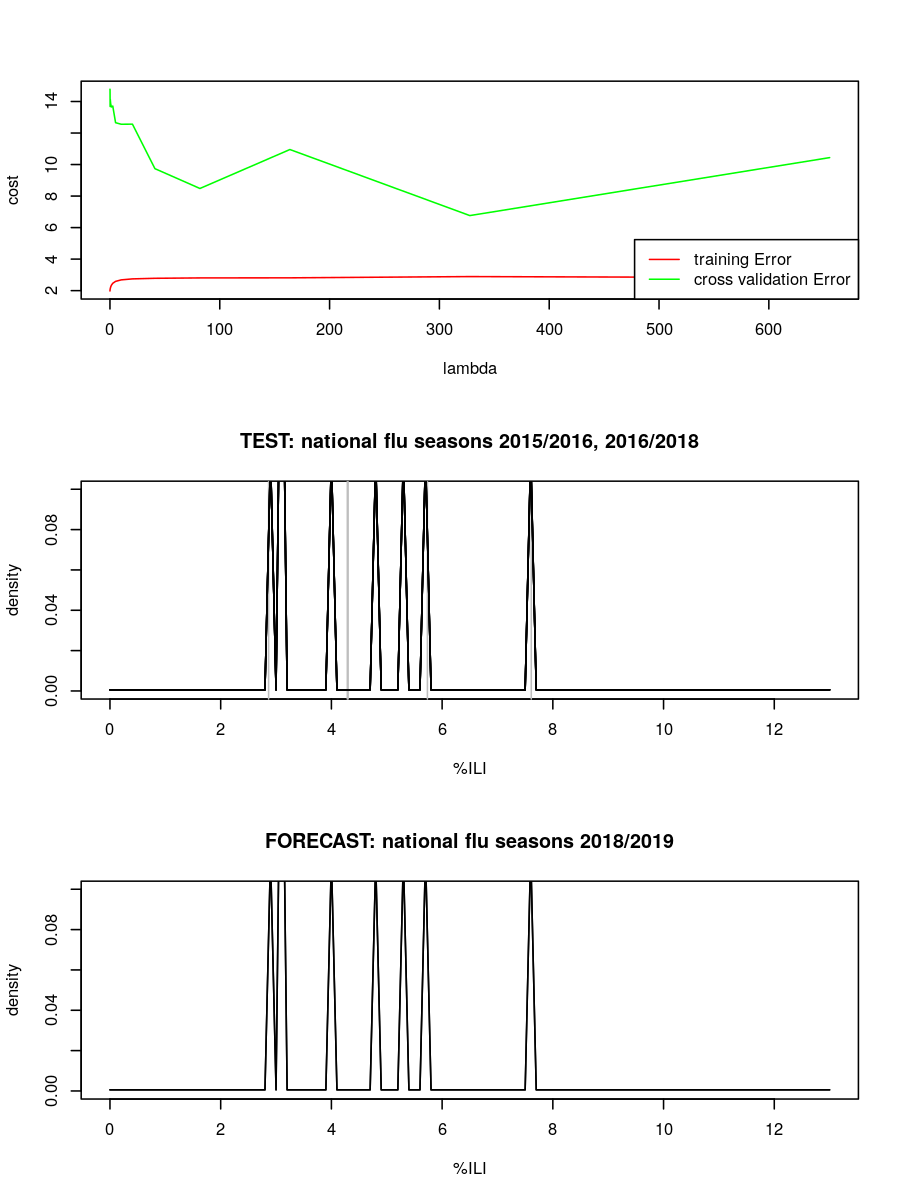 14
10
8
6
4
2
cost
training Error
cross validation Error
0 100 200 300 400 500 600
lambda
TEST: national flu seasons 2015/2016, 2016/2018
0.08
0.04
0.00
density
0 2 4 6 8 10 12
%ILI
FORECAST: national flu seasons 2018/2019
0.08
0.04
0.00
density
0 2 4 6 8 10 12
%ILI